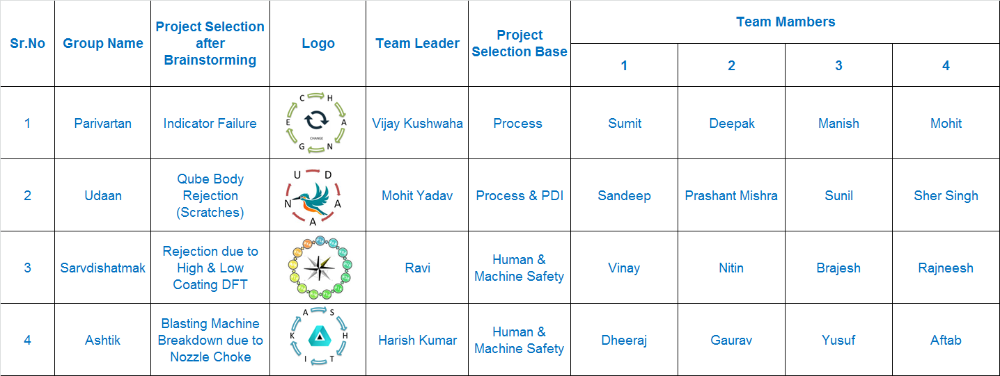 Sr.No
Group Name
Project Selection
after
Brainstorming
Logo
Team Leader
Project
Selection Base
Team Mambers
1
2
3
4
1
Parivartan
Indicator Failure
C H A N G E
CHANGE
Vijay Kushwaha
Process
Sumit
Deepak
Manish
Mohit
2
Udaan
Qube Body
Rejection
(Scratches)
U D A A N
Mohit Yadav
Process & PDI
Sandeep
Prashant Mishra
Sunil
Sher Singh
3
Sarvdishatmak
Rejection due to
High & Low
Coating DFT
Ravi
Human &
Machine Safety
Vinay
Nitin
Brajesh
Rajneesh
4
Ashtik
Blasting Machine
Breakdown due to
Nozzle Choke
A S H T I K
Harish Kumar
Human &
Machine Safety
Dheeraj
Gaurav
Yusuf
Aftab